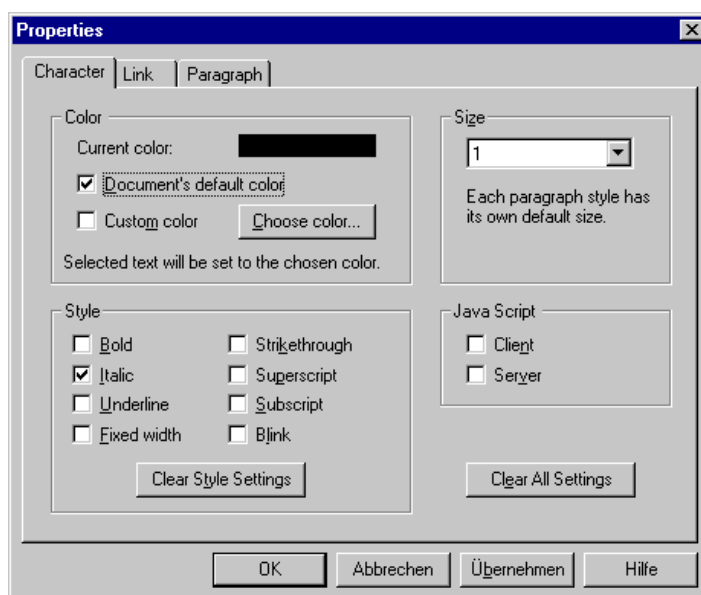 Properties
Character Link Paragraph
Color
Current color:
Document's default color
Custom color Choose color...
Selected text will be set to the chosen color.
Size
1
Each paragraph style has
its own default size.
Style
Bold Strikethrough
Italic Superscript
Underline Subscript
Fixed width Blink
Clear Style Settings
Java Script
Client
Server
Clear All Settings
OK Abbrechen Übernehmen Hilfe